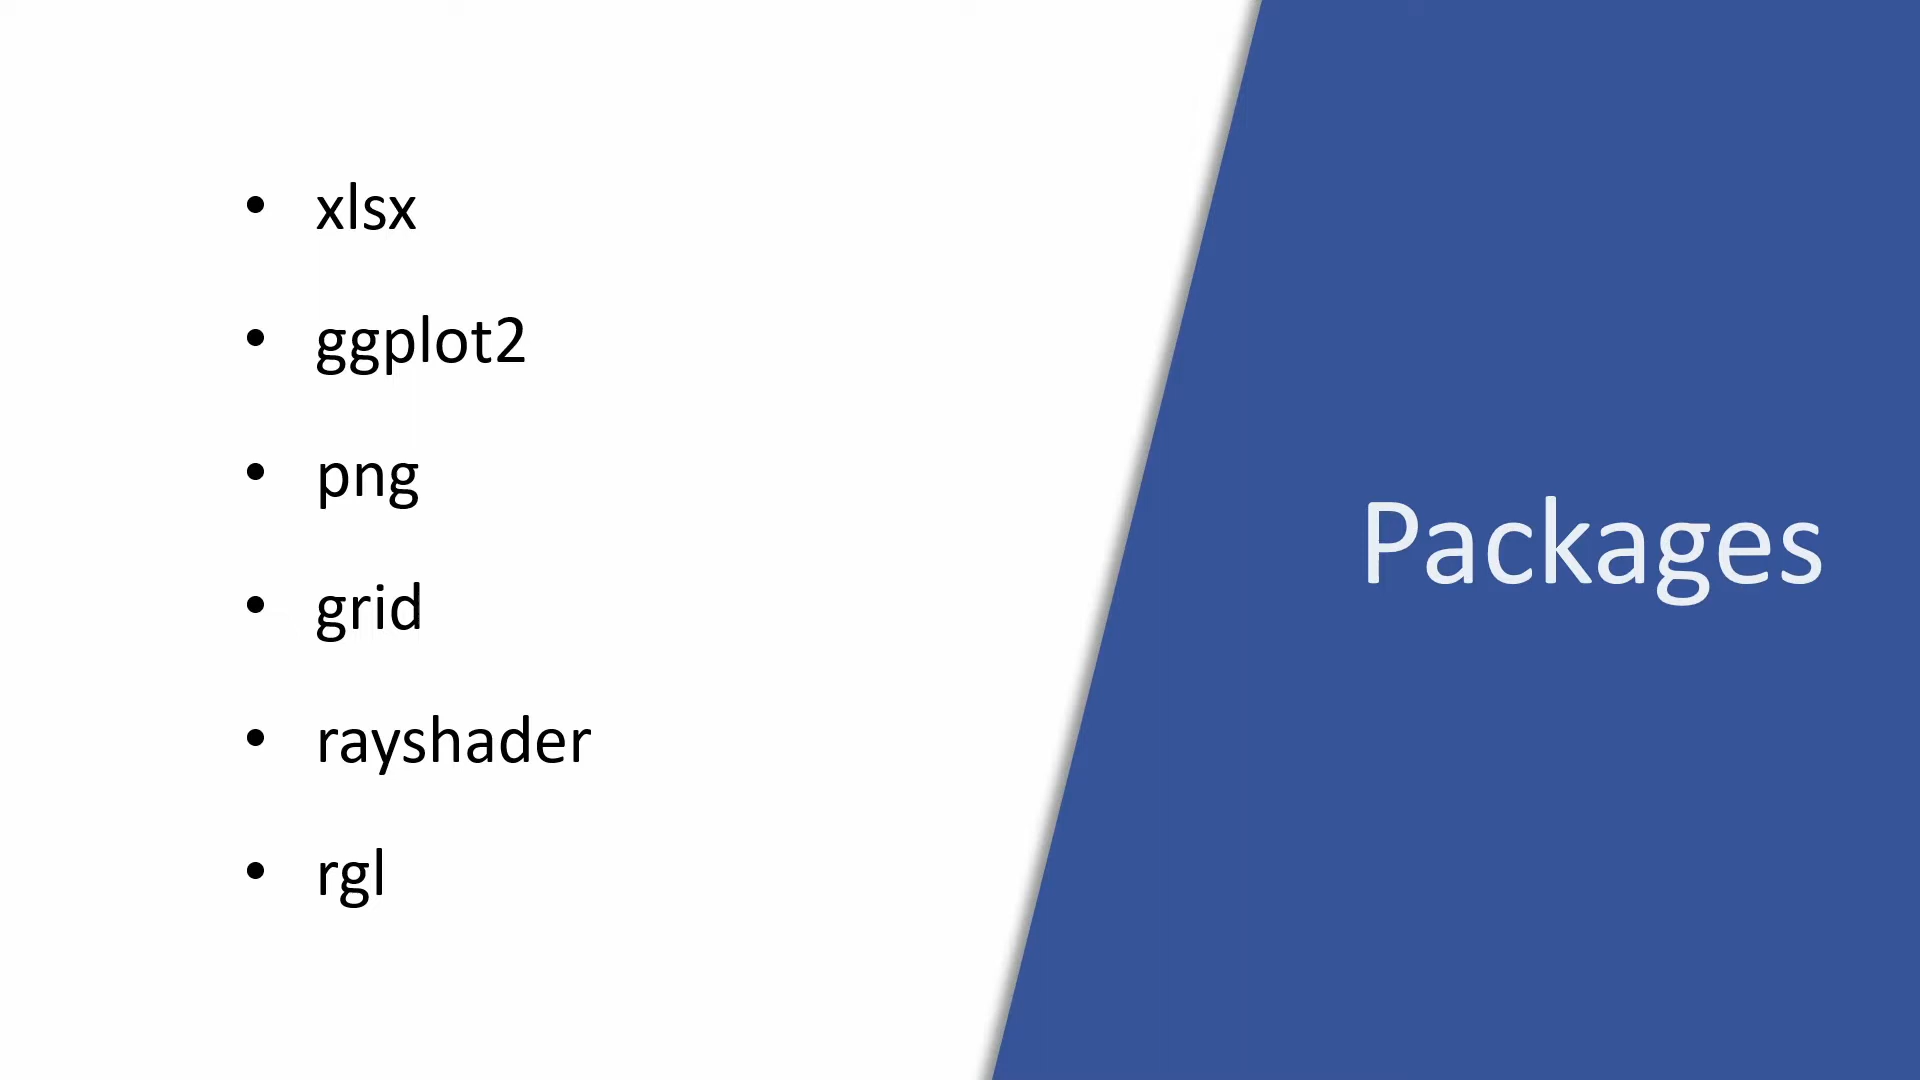 • xlsx
• ggplot2
• png
• grid
• rayshader
• rgl
Packages